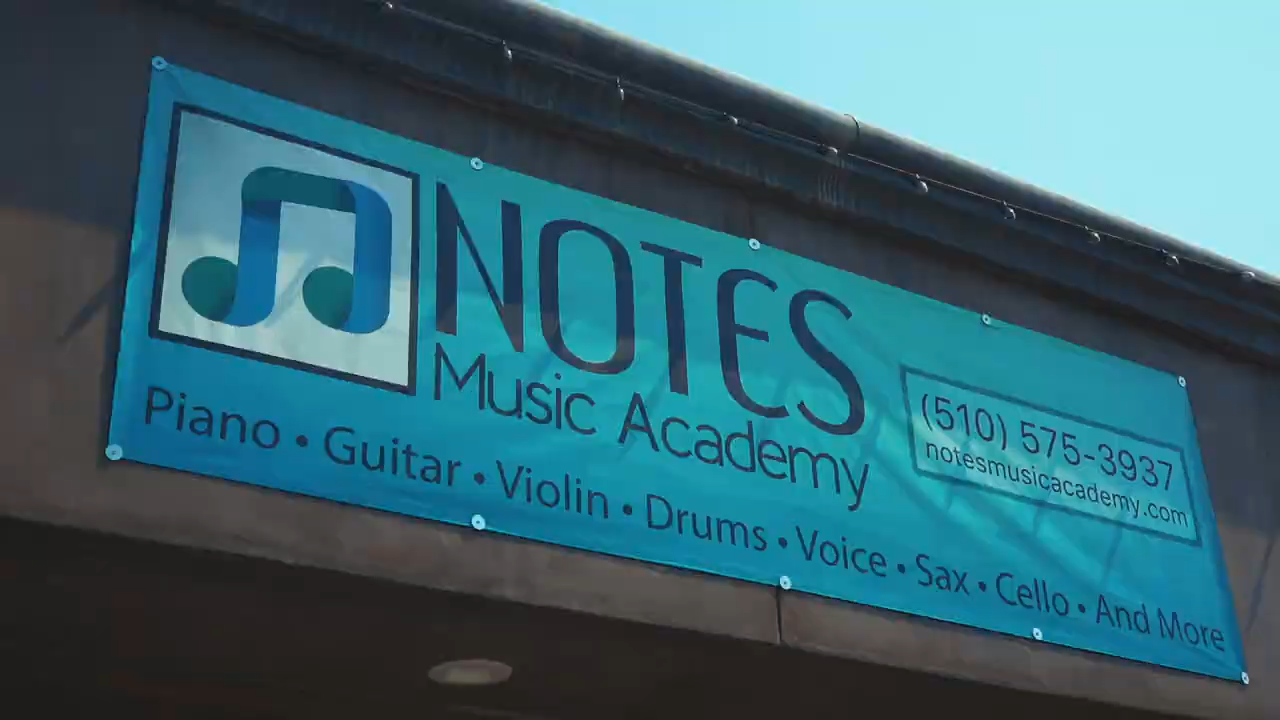 NOTES
Music Academy
(510) 575-3937
notesmusicacademy.com
Piano • Guitar • Violin • Drums • Voice • Sax • Cello • And More